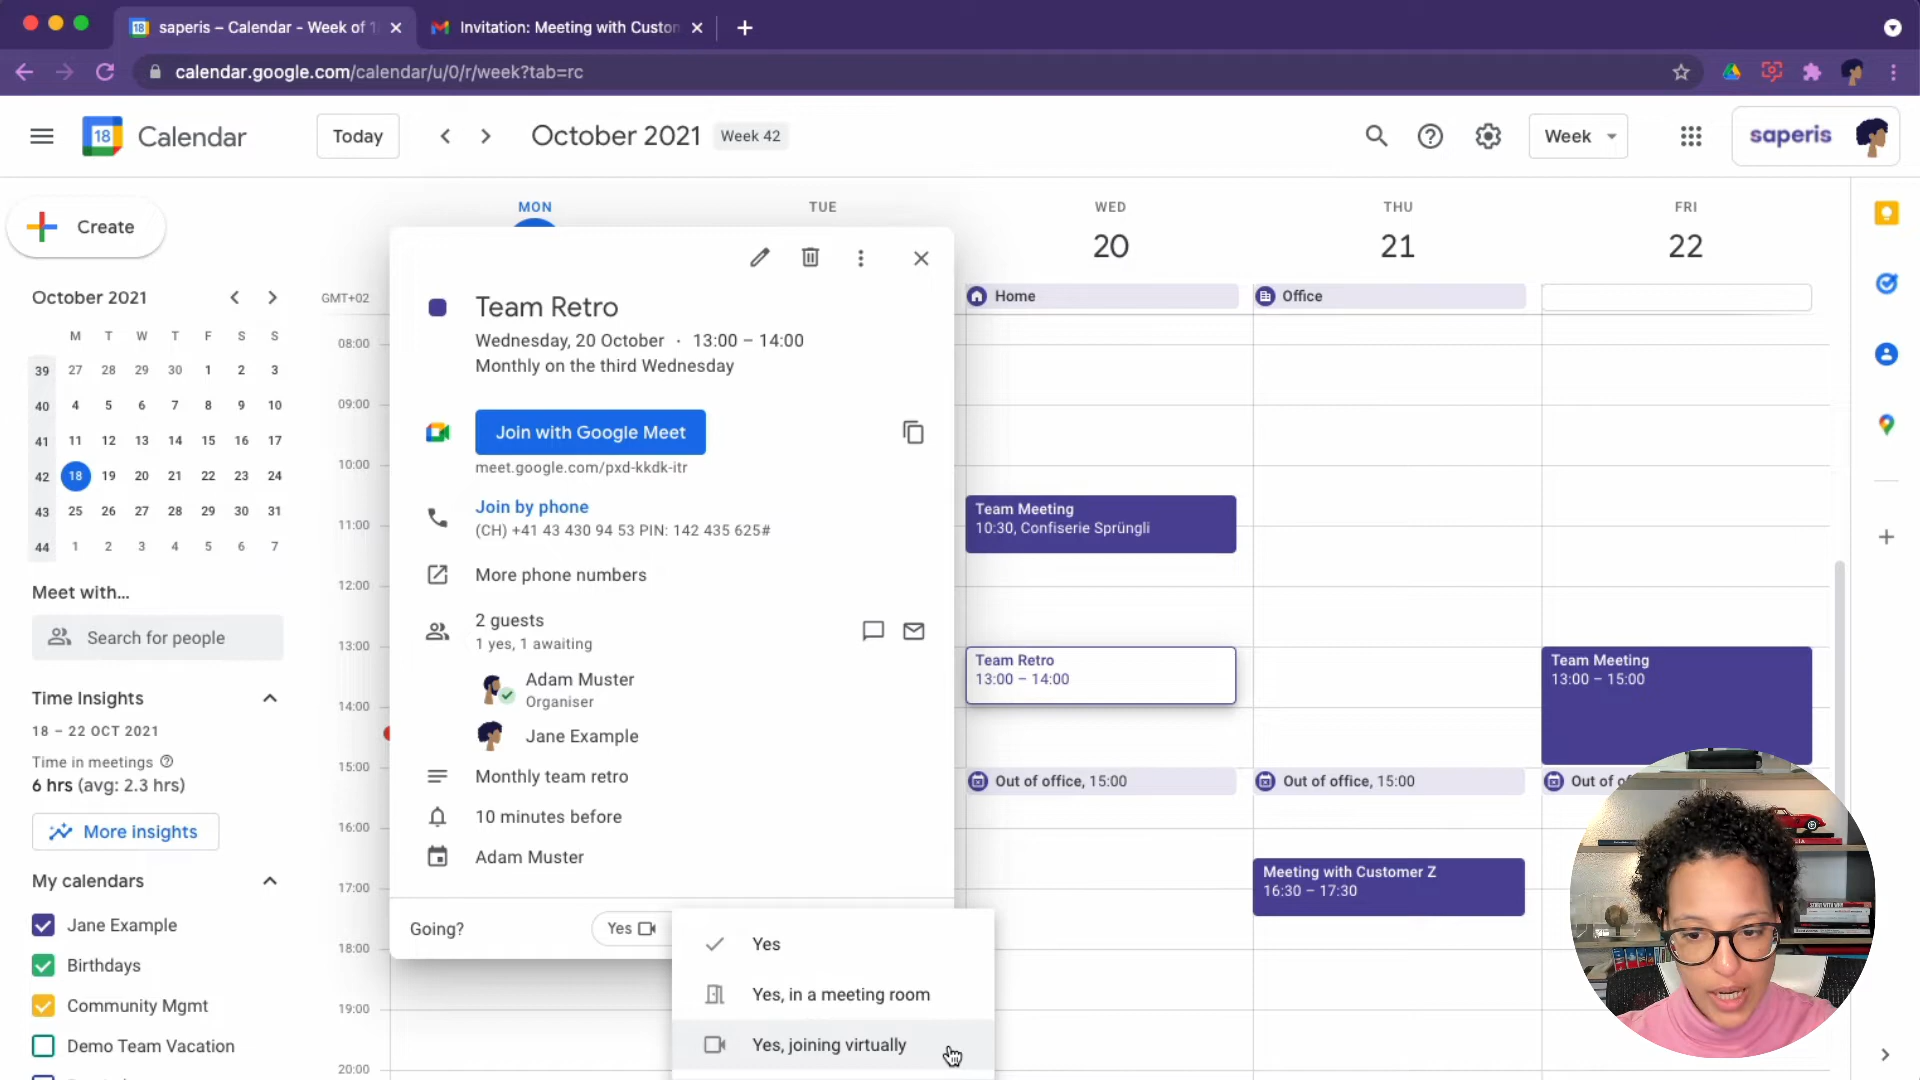 saperis – Calendar - Week of 1
Invitation: Meeting with Custon
calendar.google.com/calendar/u/0/r/week?tab=rc
18
Calendar
Today
October 2021
Week 42
Week
saperis
Create
MON
TUE
WED
THU
FRI
20
21
22
October 2021
M T W T F S S
39 27 28 29 30 1 2 3
40 4 5 6 7 8 9 10
41 11 12 13 14 15 16 17
42 18 19 20 21 22 23 24
43 25 26 27 28 29 30 31
44 1 2 3 4 5 6 7
Meet with...
Search for people
Time Insights
18 – 22 OCT 2021
Time in meetings
6 hrs (avg: 2.3 hrs)
More insights
My calendars
Jane Example
Birthdays
Community Mgmt
Demo Team Vacation
GMT+02
08:00
09:00
10:00
11:00
12:00
13:00
14:00
15:00
16:00
17:00
18:00
19:00
20:00
Team Retro
Wednesday, 20 October · 13:00 – 14:00
Monthly on the third Wednesday
Join with Google Meet
meet.google.com/pxd-kkdk-itr
Join by phone
(CH) +41 43 430 94 53 PIN: 142 435 625#
More phone numbers
2 guests
1 yes, 1 awaiting
Adam Muster
Organiser
Jane Example
Monthly team retro
10 minutes before
Adam Muster
Going?
Yes
Yes
Yes, in a meeting room
Yes, joining virtually
Home
Office
Team Meeting
10:30, Confiserie Sprüngli
Team Retro
13:00 – 14:00
Team Meeting
13:00 – 15:00
Out of office, 15:00
Out of office, 15:00
Out of o
Meeting with Customer Z
16:30 – 17:30